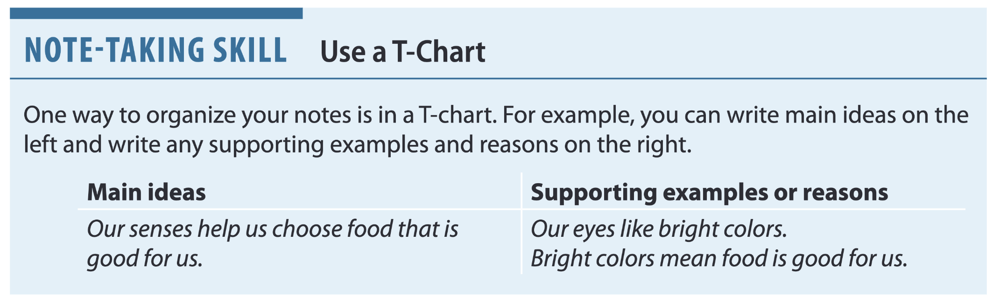 NOTE-TAKING SKILL Use a T-Chart
One way to organize your notes is in a T-chart. For example, you can write main ideas on the
left and write any supporting examples and reasons on the right.
Main ideas
Our senses help us choose food that is
good for us.
Supporting examples or reasons
Our eyes like bright colors.
Bright colors mean food is good for us.